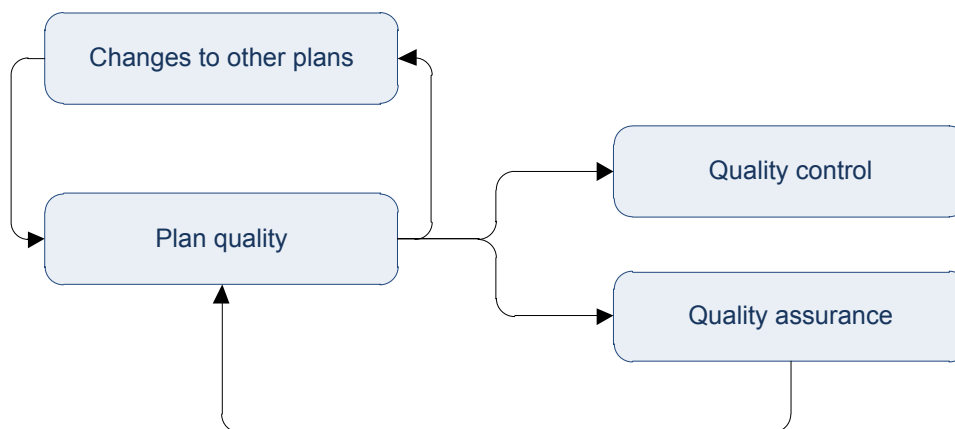 Changes to other plans
Quality control
Plan quality
Quality assurance